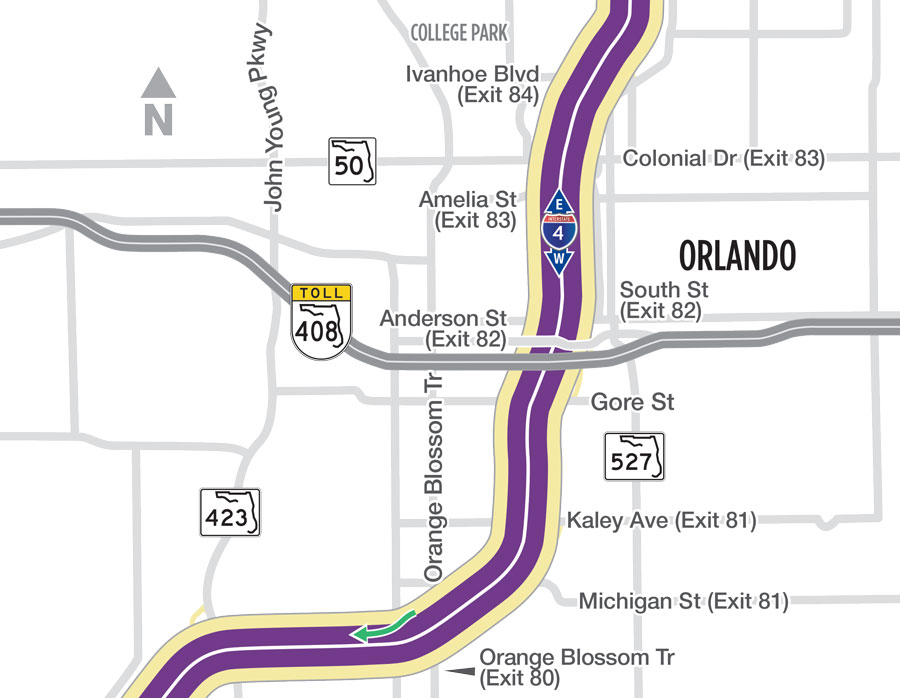 COLLEGE PARK
Ivanhoe Blvd
(Exit 84)
John Young Pkwy
N
50
Colonial Dr (Exit 83)
Amelia St
(Exit 83)
E
INTERSTATE
4
W
ORLANDO
TOLL
408
South St
(Exit 82)
Anderson St
(Exit 82)
Orange Blossom Tr
Gore St
527
423
Kaley Ave (Exit 81)
Michigan St (Exit 81)
Orange Blossom Tr
(Exit 80)